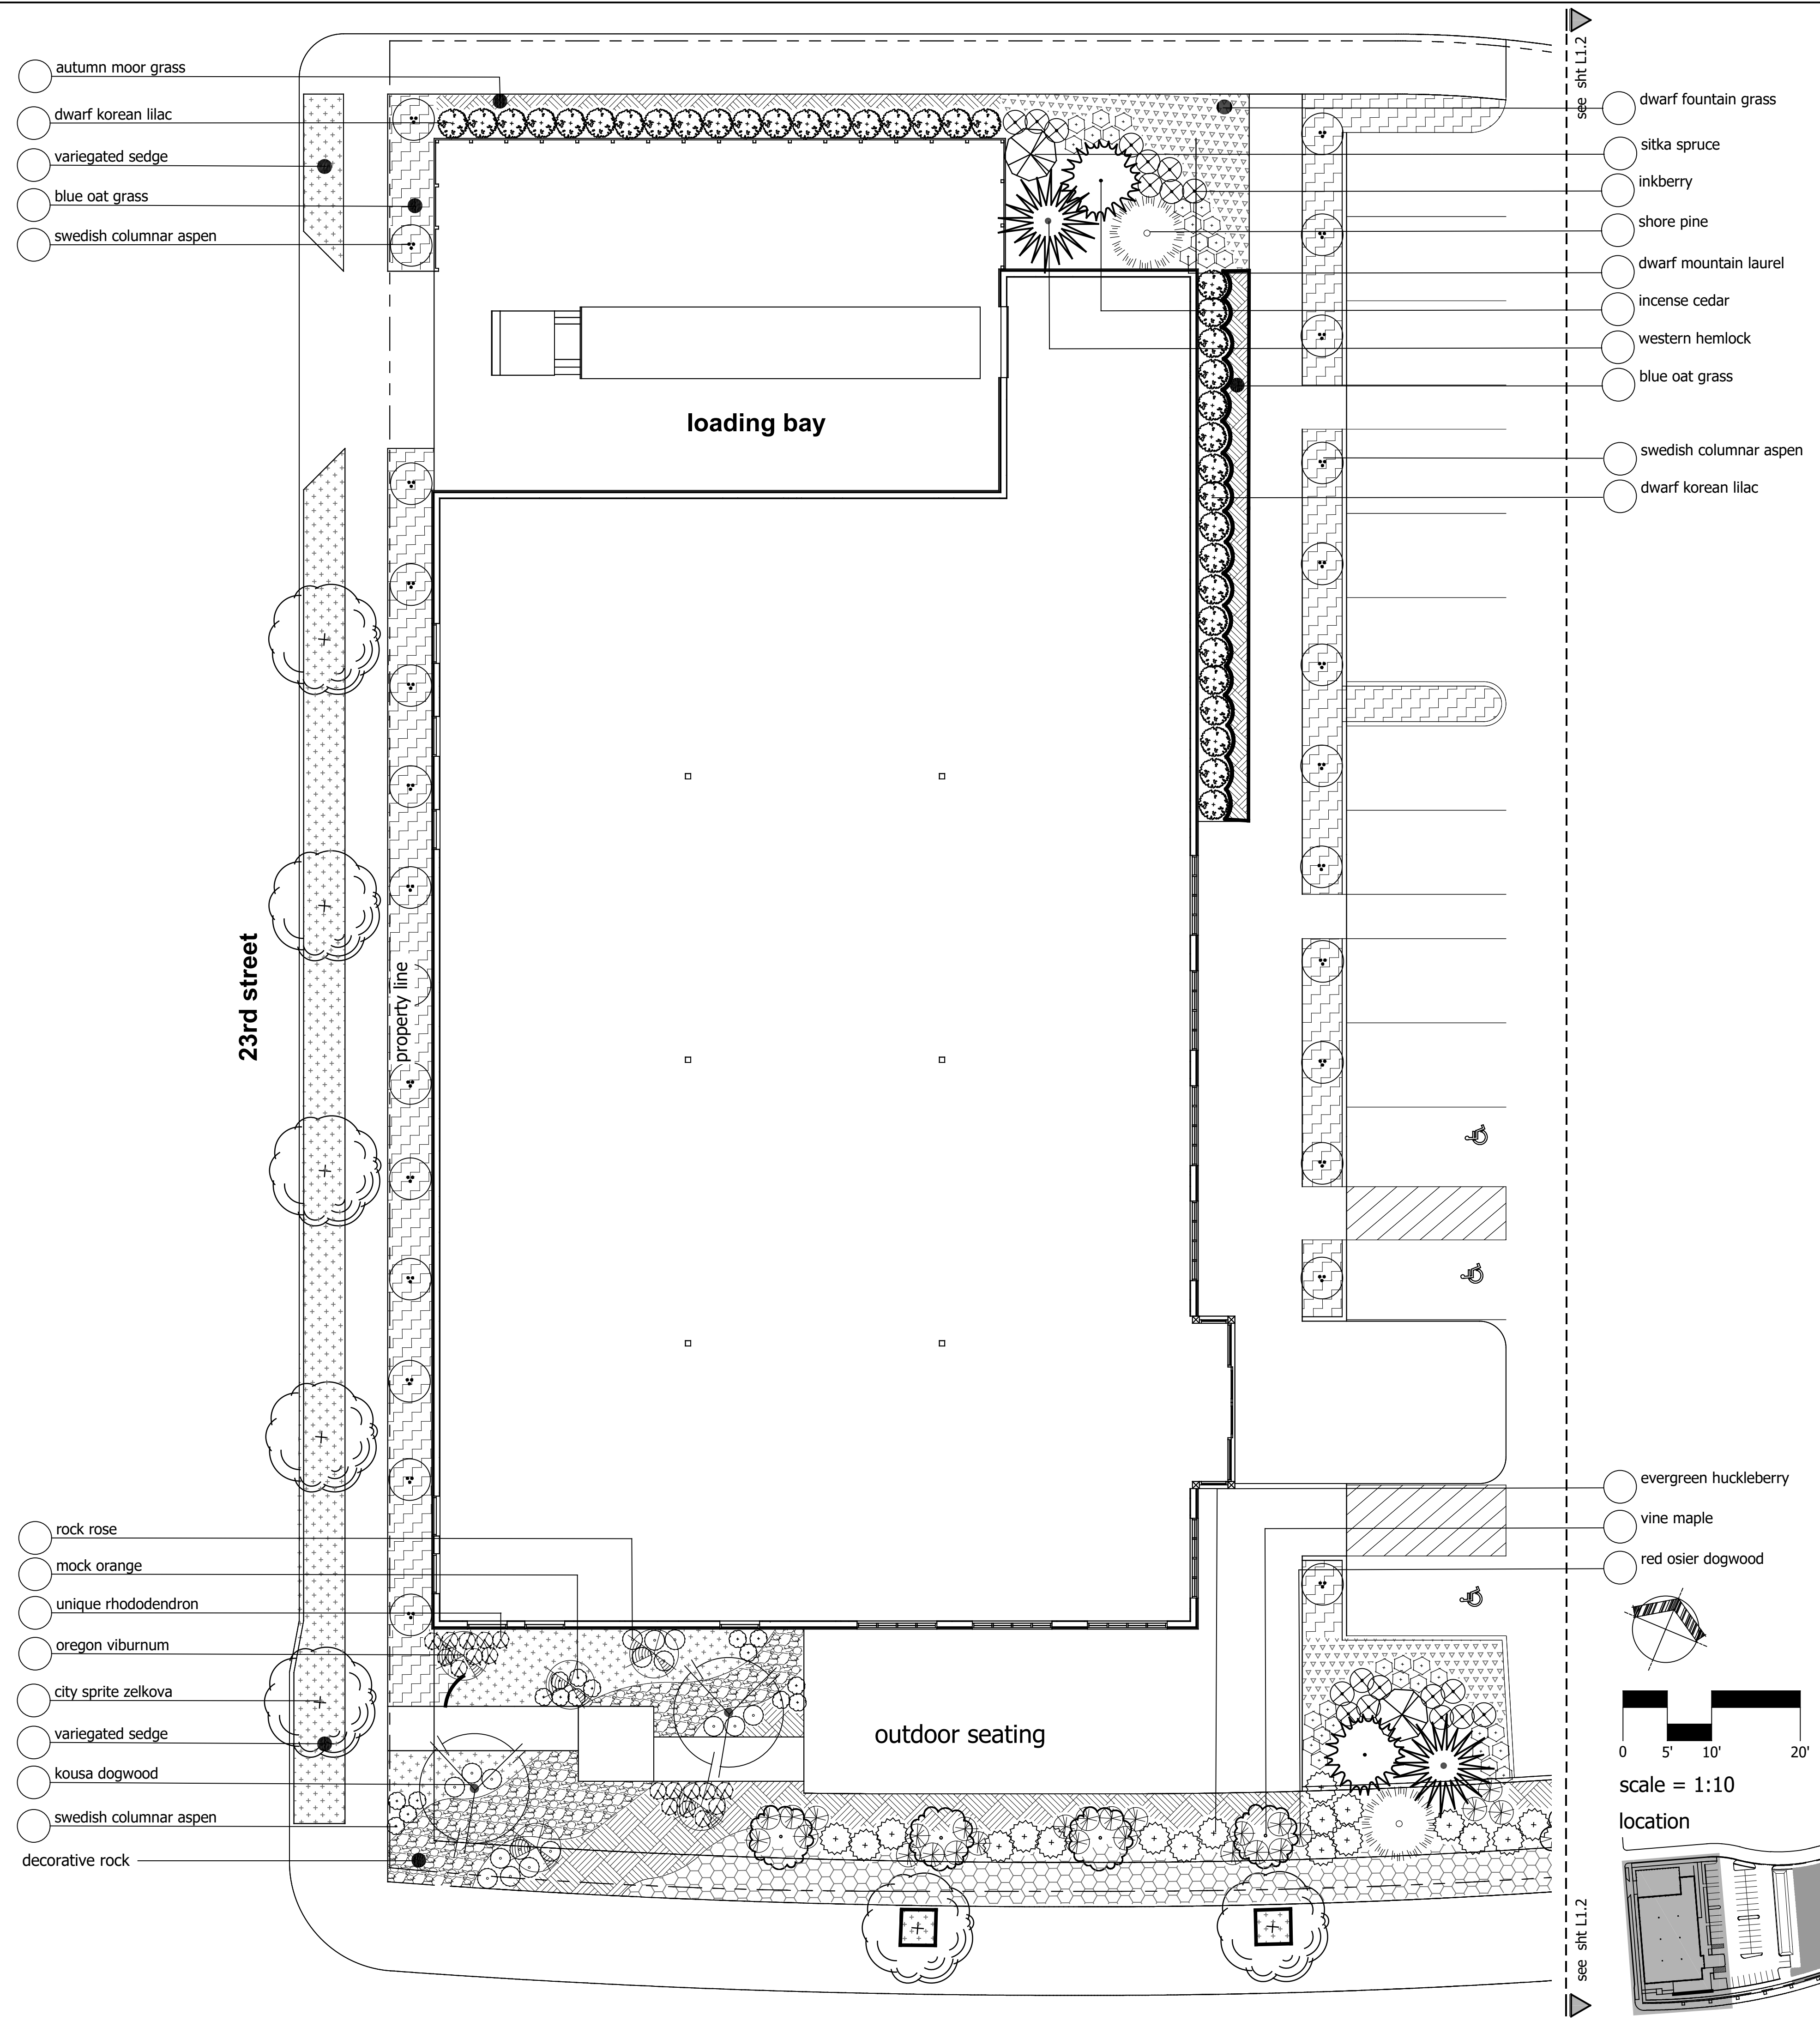 see sht L1.2
autumn moor grass
dwarf korean lilac
variegated sedge
blue oat grass
swedish columnar aspen
dwarf fountain grass
sitka spruce
inkberry
shore pine
dwarf mountain laurel
incense cedar
western hemlock
blue oat grass
swedish columnar aspen
dwarf korean lilac
loading bay
23rd street
property line
rock rose
mock orange
unique rhododendron
oregon viburnum
city sprite zelkova
variegated sedge
kousa dogwood
swedish columnar aspen
decorative rock
outdoor seating
evergreen huckleberry
vine maple
red osier dogwood
0 5' 10' 20'
scale = 1:10
location
see sht L1.2